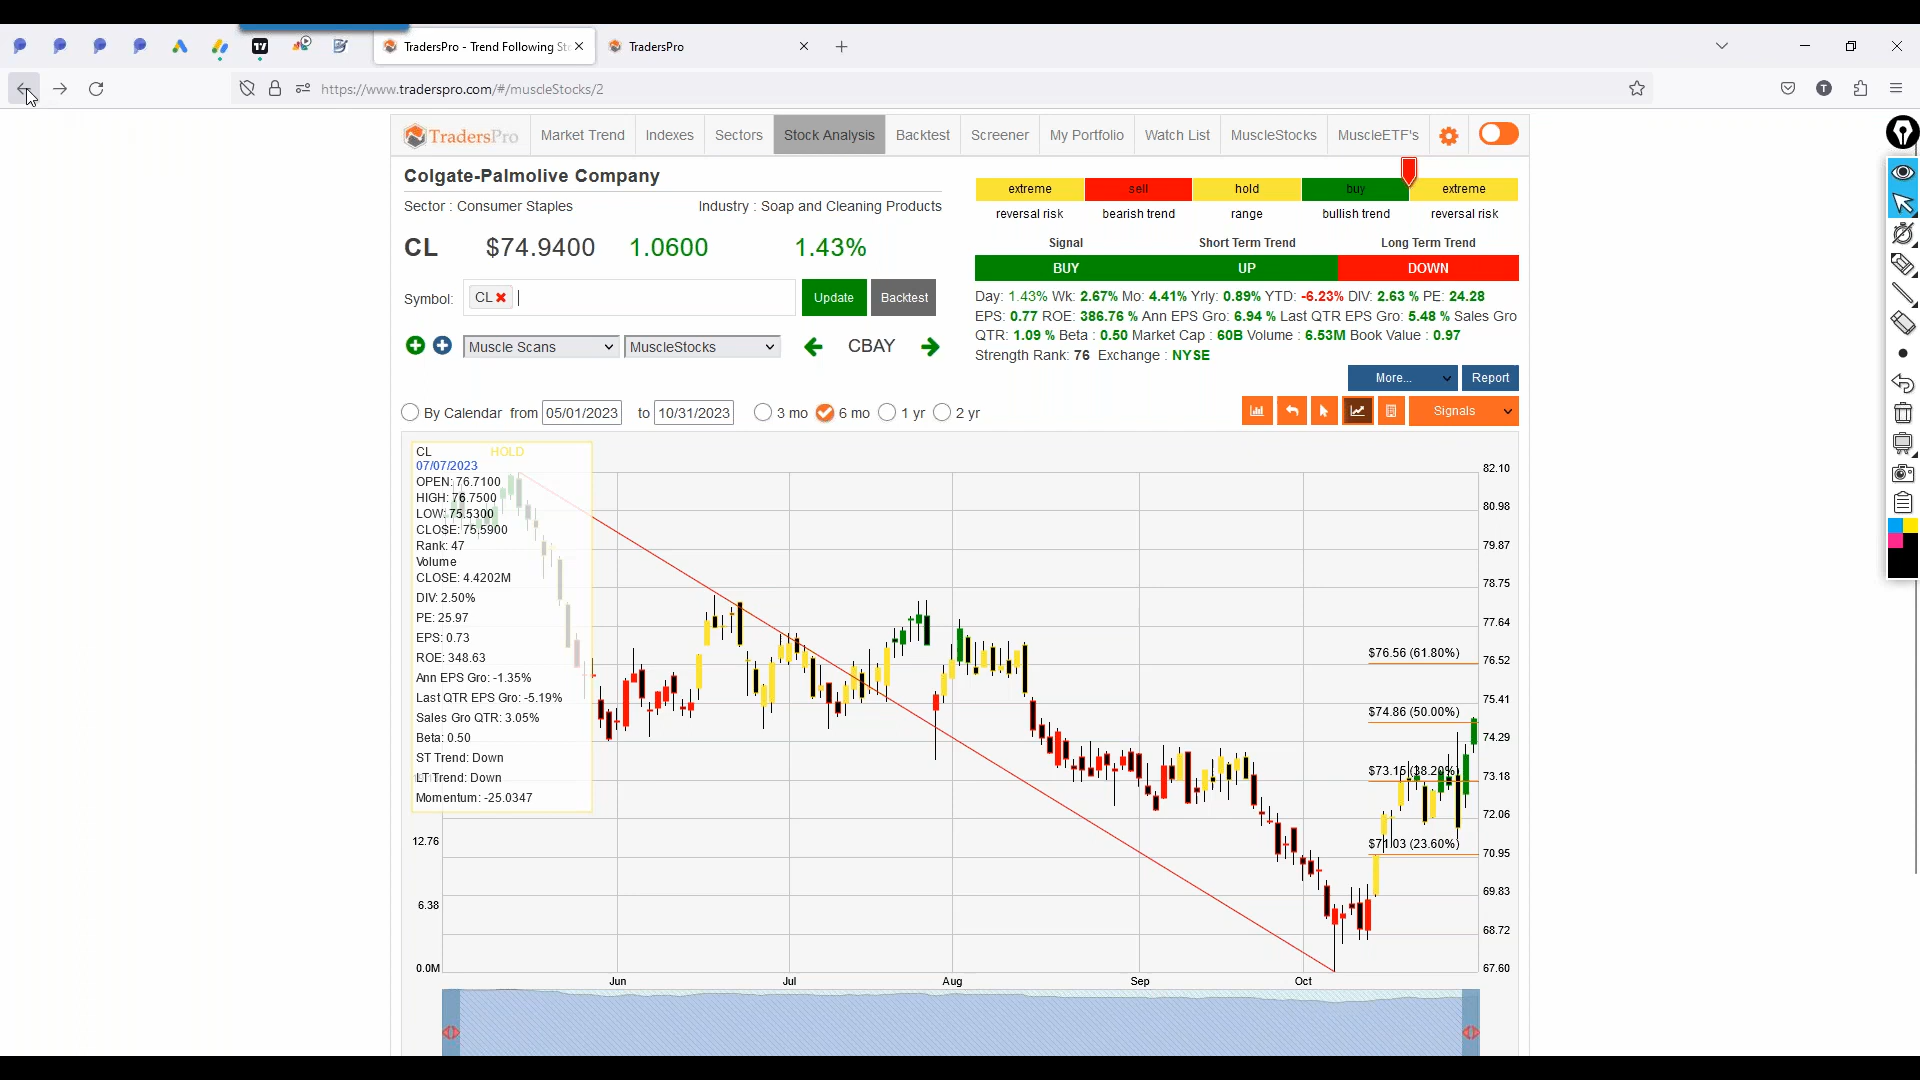 TradersPro - Trend Following Sto
TradersPro
https://www.traderspro.com/#/muscleStocks/2
T
TradersPro
Market Trend
Indexes
Sectors
Stock Analysis
Backtest
Screener
My Portfolio
Watch List
MuscleStocks
MuscleETF's
Colgate-Palmolive Company
Sector : Consumer Staples
Industry : Soap and Cleaning Products
CL $74.9400 1.0600 1.43%
Symbol: CL
Update
Backtest
Muscle Scans
MuscleStocks
CBAY
extreme sell hold buy extreme
reversal risk bearish trend range bullish trend reversal risk
Signal Short Term Trend Long Term Trend
BUY UP DOWN
Day: 1.43% Wk: 2.67% Mo: 4.41% Yrly: 0.89% YTD: -6.23% DIV: 2.63 % PE: 24.28
EPS: 0.77 ROE: 386.76 % Ann EPS Gro: 6.94 % Last QTR EPS Gro: 5.48 % Sales Gro
QTR: 1.09 % Beta : 0.50 Market Cap : 60B Volume : 6.53M Book Value : 0.97
Strength Rank: 76 Exchange : NYSE
More...
Report
By Calendar from 05/01/2023 to 10/31/2023 3 mo 6 mo 1 yr 2 yr
Signals
CL HOLD
07/07/2023
OPEN: 76.7100
HIGH: 76.7500
LOW: 75.5300
CLOSE: 75.5900
Rank: 47
Volume
CLOSE: 4.4202M
DIV: 2.50%
PE: 25.97
EPS: 0.73
ROE: 348.63
Ann EPS Gro: -1.35%
Last QTR EPS Gro: -5.19%
Sales Gro QTR: 3.05%
Beta: 0.50
ST Trend: Down
LT Trend: Down
Momentum: -25.0347
12.76
6.38
0.0M
$76.56 (61.80%)
$74.86 (50.00%)
$73.15 (38.20%)
$71.03 (23.60%)
82.10
80.98
79.87
78.75
77.64
76.52
75.41
74.29
73.18
72.06
70.95
69.83
68.72
67.60
Jun Jul Aug Sep Oct